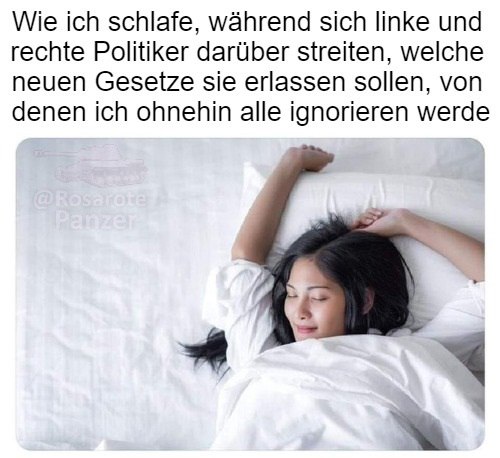 Wie ich schlafe, während sich linke und
rechte Politiker darüber streiten, welche
neuen Gesetze sie erlassen sollen, von
denen ich ohnehin alle ignorieren werde
@Rosaroter
Panzer